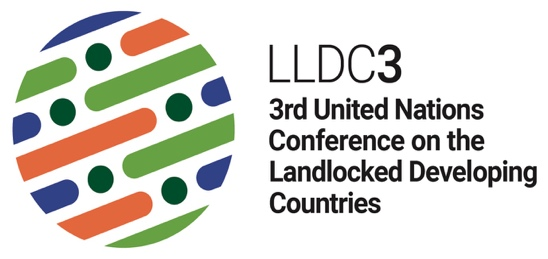 LLDC3
3rd United Nations
Conference on the
Landlocked Developing
Countries